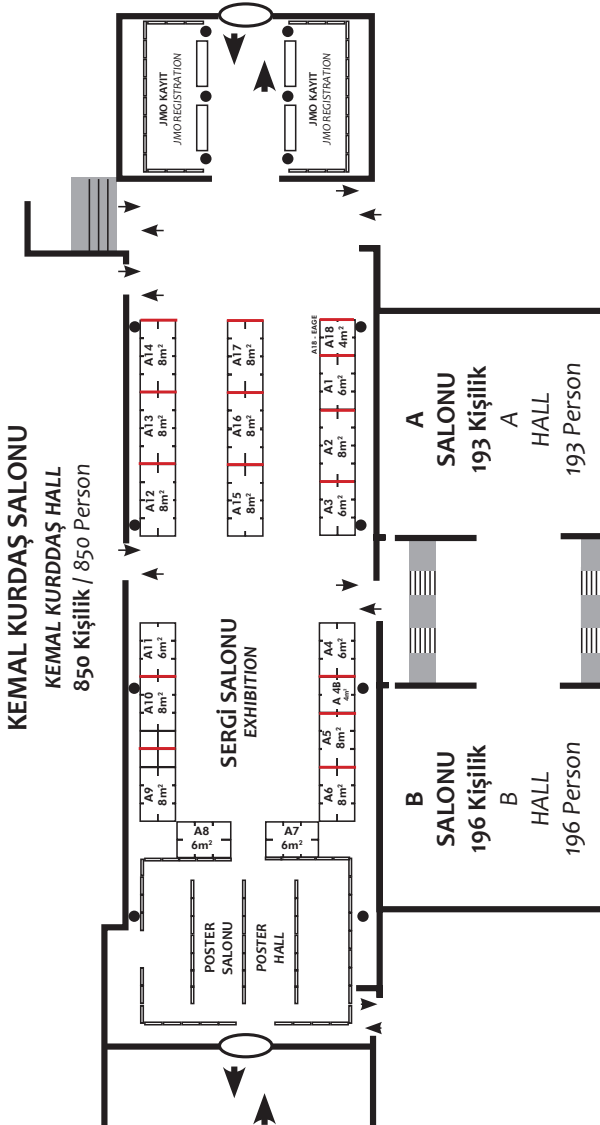 KEMAL KURDAŞ SALONU
KEMAL KURDDAŞ HALL
850 Kişilik / 850 Person
JMO KAYIT
JMO REGISTRATION
JMO KAYIT
JMO REGISTRATION
A14
8m²
A13
8m²
A12
8m²
A17
8m²
A16
8m²
A15
8m²
A18 - EAGE
A18
4m²
A1
6m²
A2
8m²
A3
6m²
A11
6m²
A10
8m²
A9
8m²
SERGİ SALONU
EXHIBITION
A4
6m²
A 4B
4m²
A5
8m²
A6
8m²
A8
6m²
A7
6m²
POSTER
SALONU
POSTER
HALL
A
SALONU
193 Kişilik
A
HALL
193 Person
B
SALONU
196 Kişilik
B
HALL
196 Person